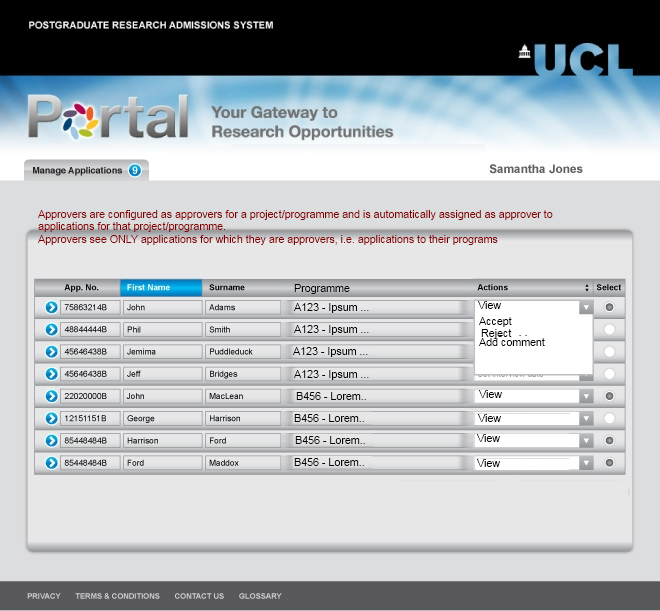 POSTGRADUATE RESEARCH ADMISSIONS SYSTEM
UCL
Portal
Your Gateway to
Research Opportunities
Manage Applications 9
Samantha Jones
Approvers are configured as approvers for a project/programme and is automatically assigned as approver to
applications for that project/programme.
Approvers see ONLY applications for which they are approvers, i.e. applications to their programs
App. No. First Name Surname Programme Actions Select
75863214B John Adams A123 - Ipsum ... View
48844444B Phil Smith A123 - Ipsum ... Accept
Reject
45646438B Jemima Puddleduck A123 - Ipsum ... Add comment
45646438B Jeff Bridges A123 - Ipsum ...
22020000B John MacLean B456 - Lorem.. View
12151151B George Harrison B456 - Lorem.. View
85448484B Harrison Ford B456 - Lorem.. View
85448484B Ford Maddox B456 - Lorem.. View
PRIVACY TERMS & CONDITIONS CONTACT US GLOSSARY